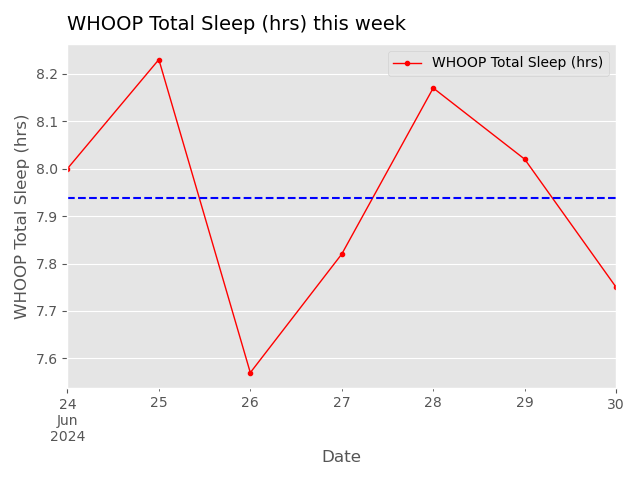 WHOOP Total Sleep (hrs) this week
WHOOP Total Sleep (hrs)
WHOOP Total Sleep (hrs)
8.2
8.1
8.0
7.9
7.8
7.7
7.6
24 25 26 27 28 29 30
Jun
2024
Date